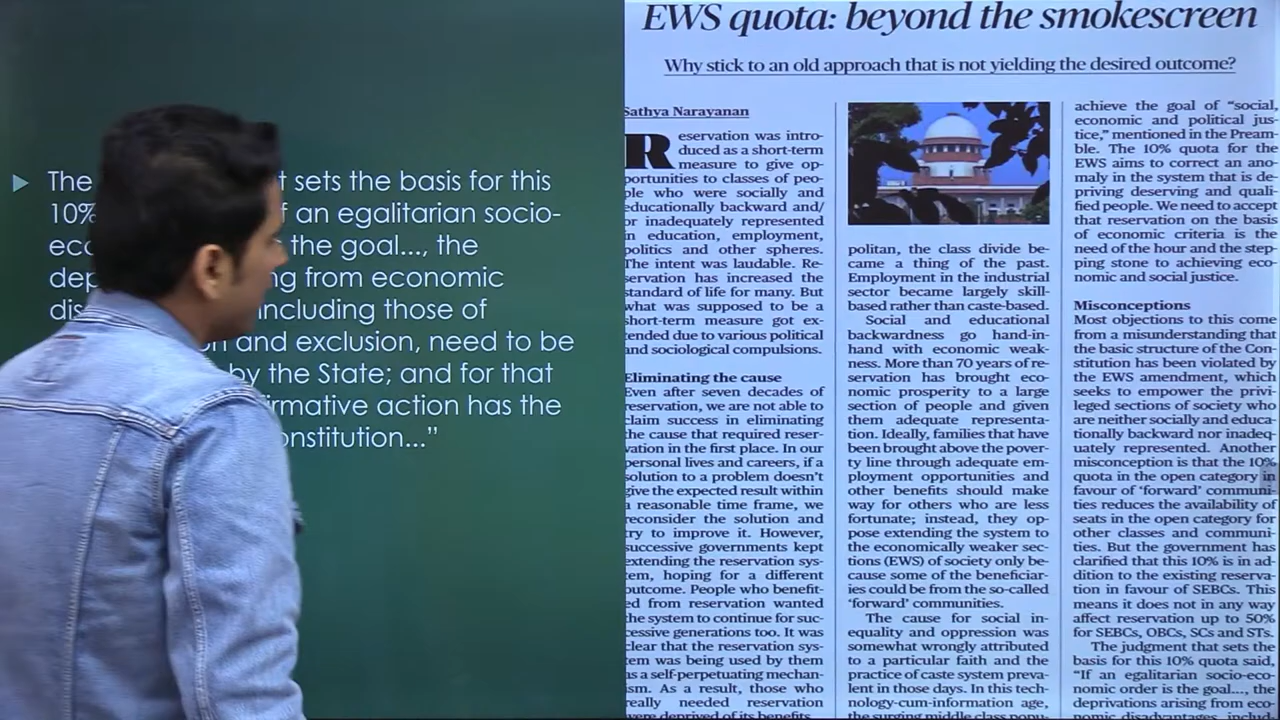 EWS quota: beyond the smokescreen
Why stick to an old approach that is not yielding the desired outcome?
The sets the basis for this
10% an egalitarian socio-
the goal..., the
from economic
including those of
and exclusion, need to be
by the State; and for that
action has the
"
Sathya Narayanan
Reservation was intro-
duced as a short-term
measure to give op-
portunities to classes of peo-
ple who were socially and
educationally backward and/
or inadequately represented
in education, employment,
politics and other spheres.
The intent was laudable. Re-
servation has increased the
standard of life for many. But
what was supposed to be a
short-term measure got ex-
tended due to various political
and sociological compulsions.
Eliminating the cause
Even after seven decades of
reservation, we are not able to
claim success in eliminating
the cause that required reser-
vation in the first place. In our
personal lives and careers, if a
solution to a problem doesn't
give the expected result within
a reasonable time frame, we
reconsider the solution and
try to improve it. However,
successive governments kept
extending the reservation sys-
tem, hoping for a different
outcome. People who benefit-
ed from reservation wanted
the system to continue for suc-
cessive generations too. It was
clear that the reservation sys-
tem was being used by them
as a self-perpetuating mechan-
ism. As a result, those who
really needed reservation
were deprived of its benefits
politan, the class divide be-
came a thing of the past.
Employment in the industrial
sector became largely skill-
based rather than caste-based.
Social and educational
backwardness go hand-in-
hand with economic weak-
ness. More than 70 years of re-
servation has brought eco-
nomic prosperity to a large
section of people and given
them adequate representa-
tion. Ideally, families that have
been brought above the pover-
ty line through adequate em-
ployment opportunities and
other benefits should make
way for others who are less
fortunate; instead, they op-
pose extending the system to
the economically weaker sec-
tions (EWS) of society only be-
cause some of the beneficiar-
ies could be from the so-called
'forward' communities.
The cause for social in-
equality and oppression was
somewhat wrongly attributed
to a particular faith and the
practice of caste system preva-
lent in those days. In this tech-
nology-cum-information age,
the surging middle class popu-
achieve the goal of "social,
economic and political jus-
tice," mentioned in the Pream-
ble. The 10% quota for the
EWS aims to correct an ano-
maly in the system that is de-
priving deserving and quali-
fied people. We need to accept
that reservation on the basis
of economic criteria is the
need of the hour and the step-
ping stone to achieving eco-
nomic and social justice.
Misconceptions
Most objections to this come
from a misunderstanding that
the basic structure of the Con-
stitution has been violated by
the EWS amendment, which
seeks to empower the privi-
leged sections of society who
are neither socially and educa-
tionally backward nor inadeq-
uately represented. Another
misconception is that the 10%
quota in the open category in
favour of 'forward' communi-
ties reduces the availability of
seats in the open category for
other classes and communi-
ties. But the government has
clarified that this 10% is in ad-
dition to the existing reserva-
tion in favour of SEBCs. This
means it does not in any way
affect reservation up to 50%
for SEBCs, OBCs, SCs and STs.
The judgment that sets the
basis for this 10% quota said,
"If an egalitarian socio-eco-
nomic order is the goal..., the
deprivations arising from eco-